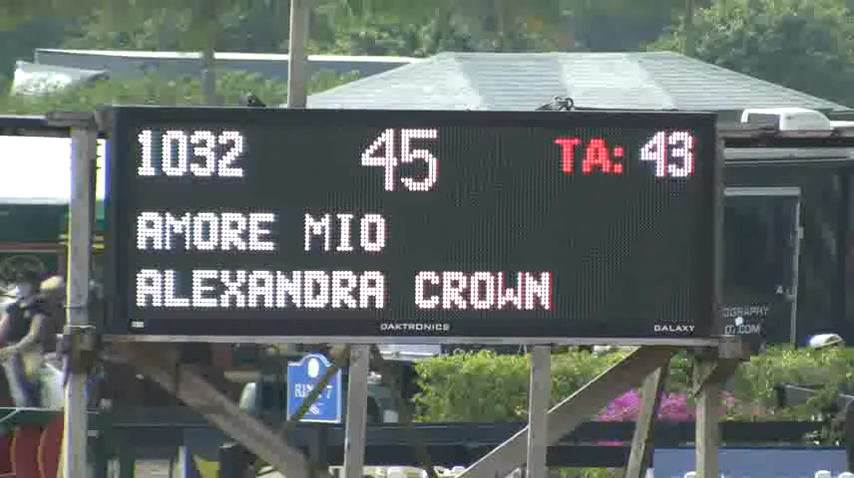 1032 45 TA: 43
AMORE MIO
ALEXANDRA CROWN
DAKTRONICS GALAXY
RING 7